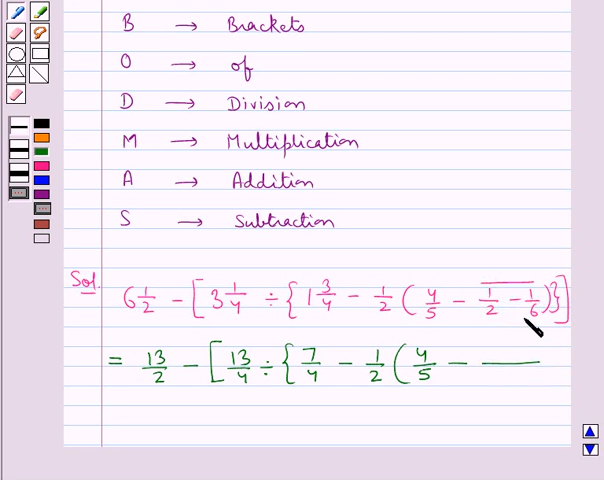 B → Brackets
O → of
D → Division
M → Multiplication
A → Addition
S → Subtraction
Sol. 6 1/2 − [3 1/4 ÷ {1 3/4 − 1/2 (4/5 − \overline{1/2 − 1/6})}]
= 13/2 − [13/4 ÷ {7/4 − 1/2 (4/5 −